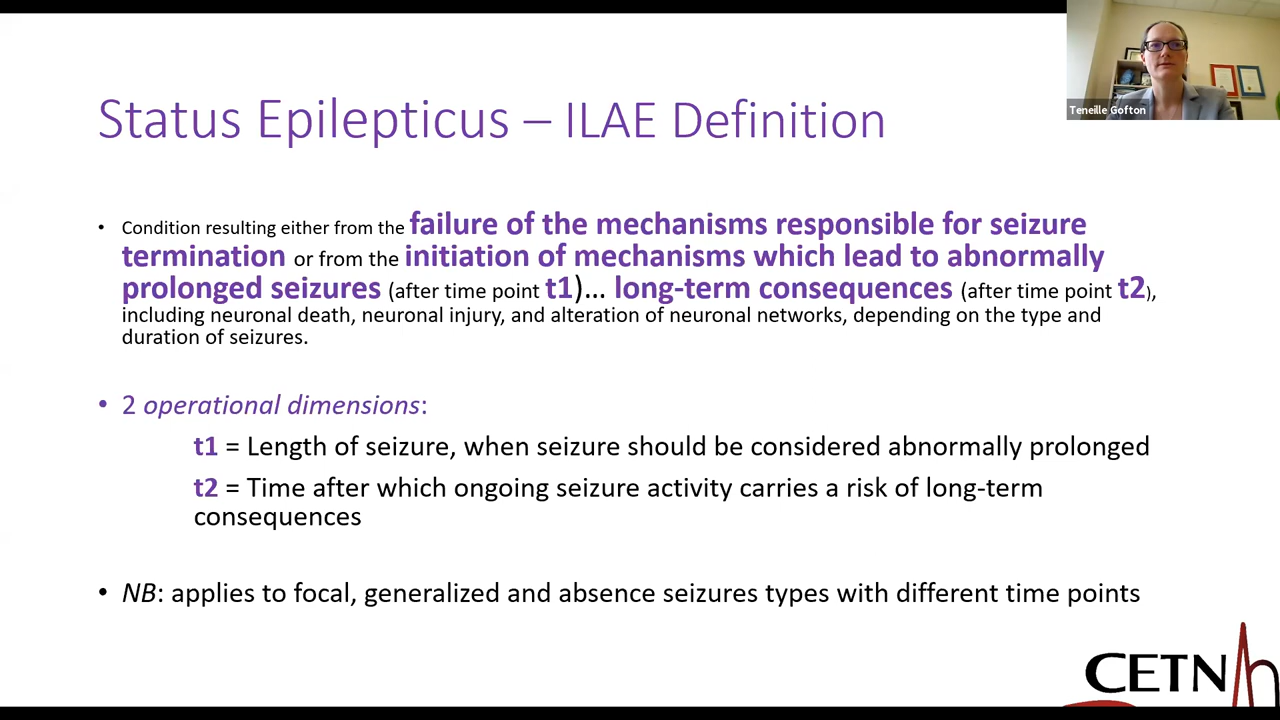 Teneille Gofton
Status Epilepticus – ILAE Definition
• Condition resulting either from the failure of the mechanisms responsible for seizure
termination or from the initiation of mechanisms which lead to abnormally
prolonged seizures (after time point t1)... long-term consequences (after time point t2),
including neuronal death, neuronal injury, and alteration of neuronal networks, depending on the type and
duration of seizures.
• 2 operational dimensions:
t1 = Length of seizure, when seizure should be considered abnormally prolonged
t2 = Time after which ongoing seizure activity carries a risk of long-term
consequences
• NB: applies to focal, generalized and absence seizures types with different time points
CETN